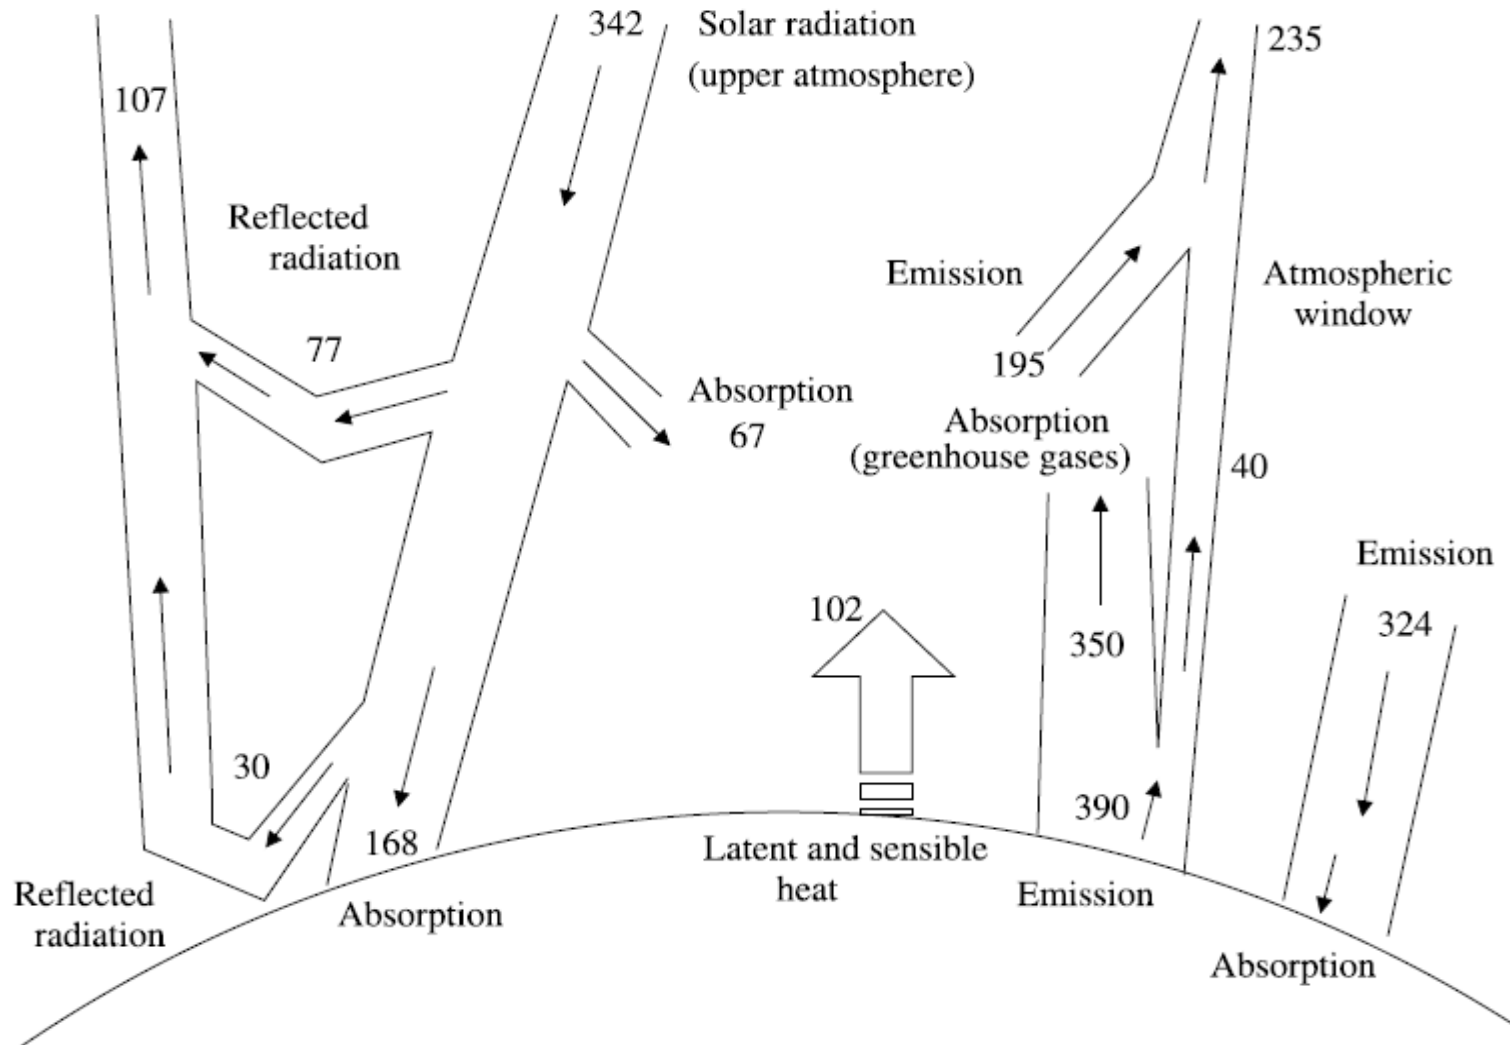 342
Solar radiation
(upper atmosphere)
235
107
Reflected
radiation
77
Absorption
67
Emission
Atmospheric
window
195
Absorption
(greenhouse gases)
40
Emission
324
102
350
30
390
168
Latent and sensible
heat
Reflected
radiation
Absorption
Emission
Absorption